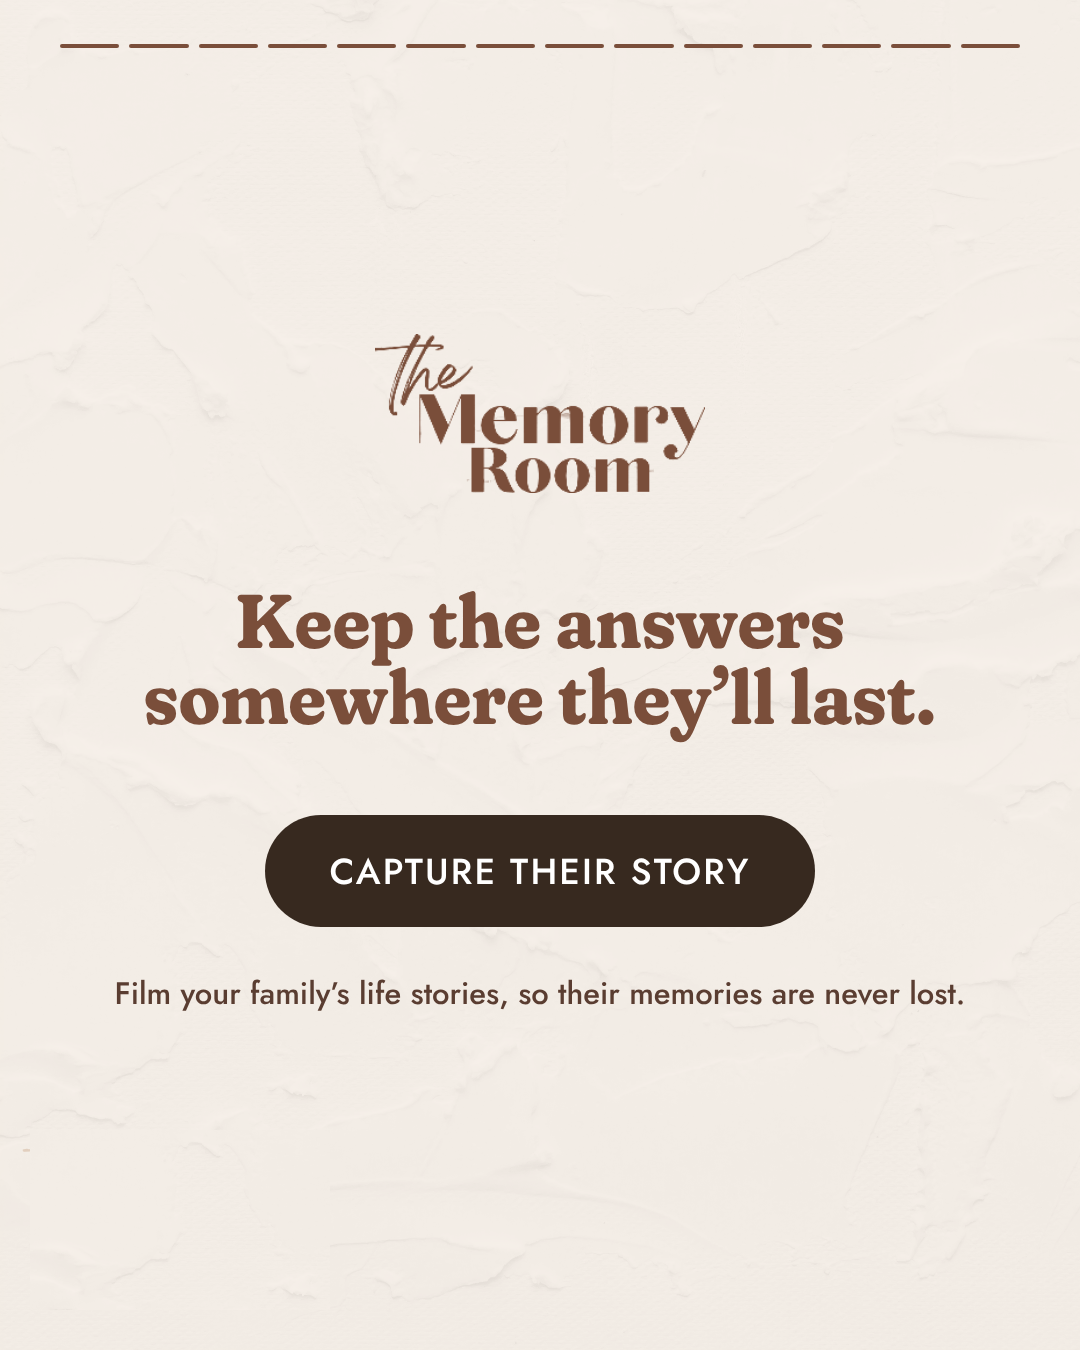 the
Memory
Room
Keep the answers
somewhere they’ll last.
CAPTURE THEIR STORY
Film your family’s life stories, so their memories are never lost.